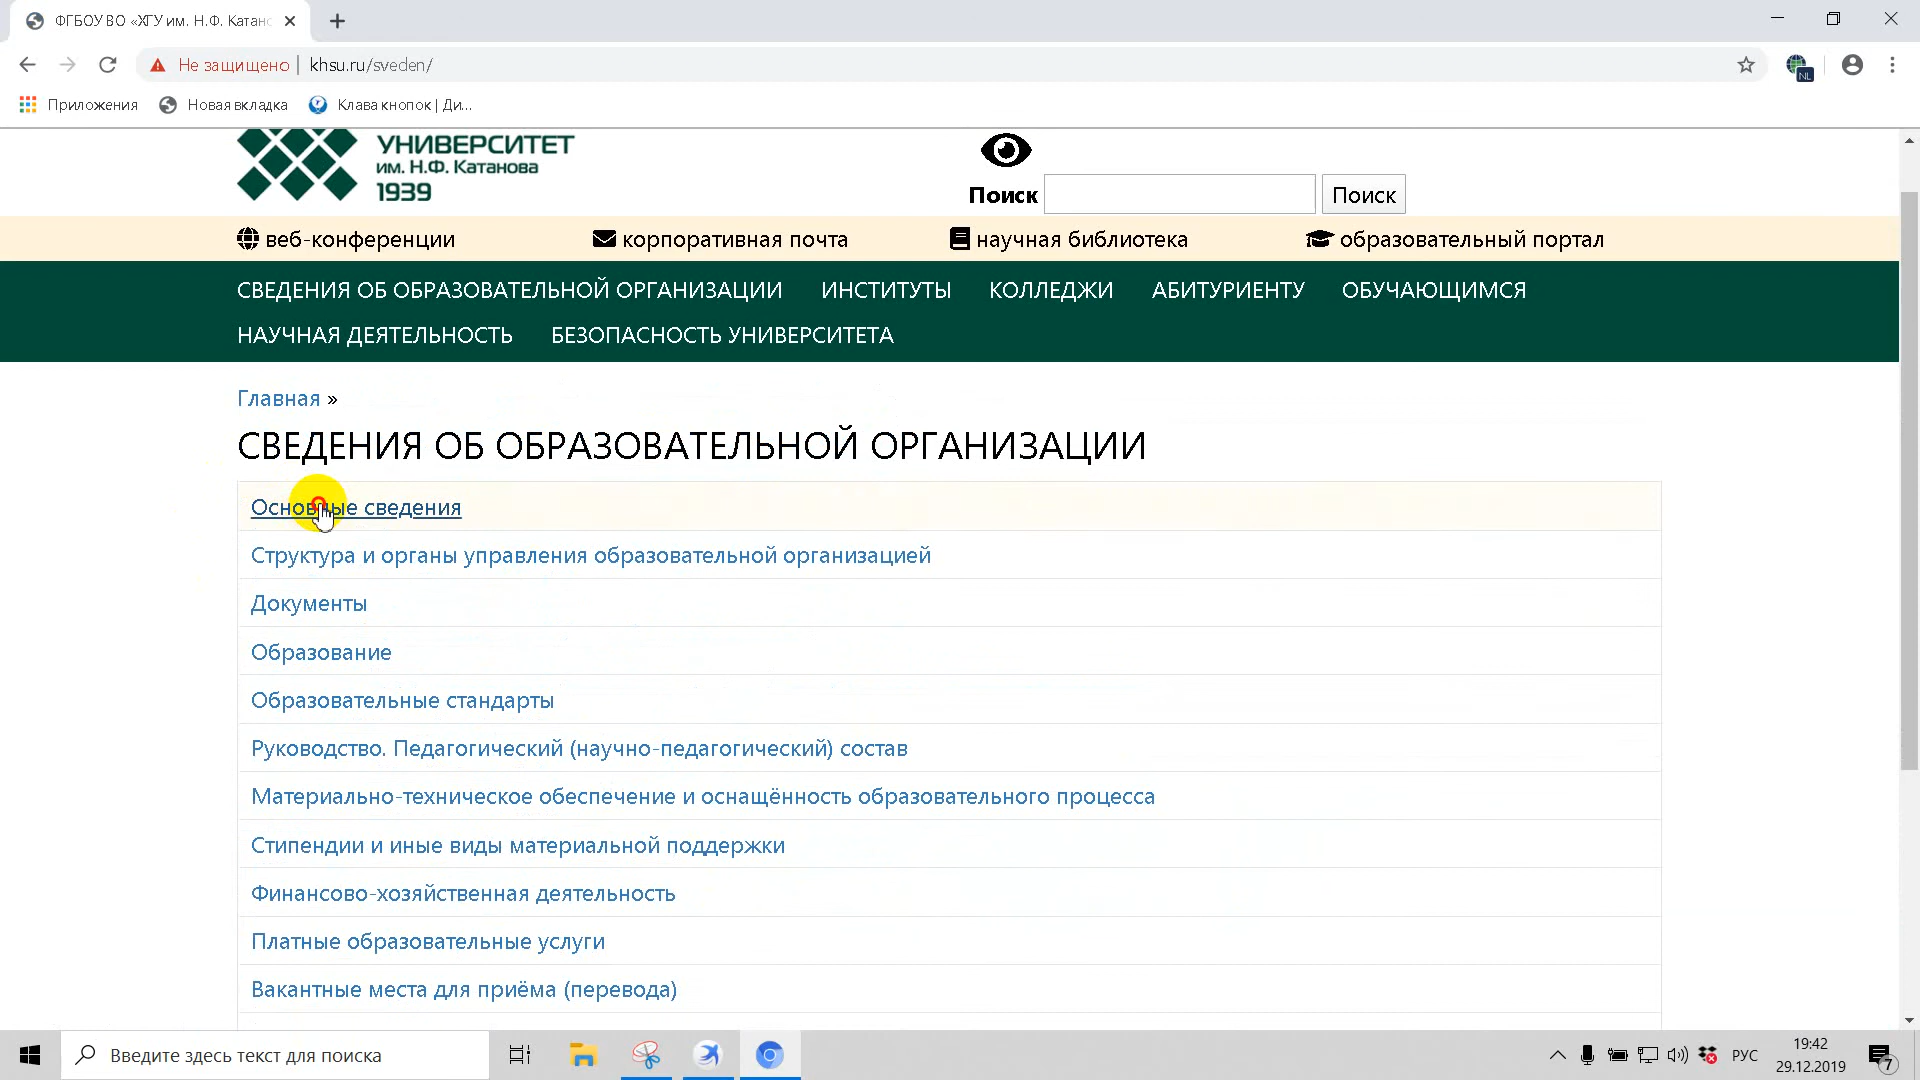 ФГБОУ ВО «ХГУ им. Н.Ф. Катано
Не защищено khsu.ru/sveden/
NL
Приложения Новая вкладка Клава кнопок | Ди...
УНИВЕРСИТЕТ
им. Н.Ф. Катанова
1939
Поиск Поиск
веб-конференции корпоративная почта научная библиотека образовательный портал
СВЕДЕНИЯ ОБ ОБРАЗОВАТЕЛЬНОЙ ОРГАНИЗАЦИИ ИНСТИТУТЫ КОЛЛЕДЖИ АБИТУРИЕНТУ ОБУЧАЮЩИМСЯ
НАУЧНАЯ ДЕЯТЕЛЬНОСТЬ БЕЗОПАСНОСТЬ УНИВЕРСИТЕТА
Главная »
СВЕДЕНИЯ ОБ ОБРАЗОВАТЕЛЬНОЙ ОРГАНИЗАЦИИ
Основные сведения
Структура и органы управления образовательной организацией
Документы
Образование
Образовательные стандарты
Руководство. Педагогический (научно-педагогический) состав
Материально-техническое обеспечение и оснащённость образовательного процесса
Стипендии и иные виды материальной поддержки
Финансово-хозяйственная деятельность
Платные образовательные услуги
Вакантные места для приёма (перевода)
Введите здесь текст для поиска
РУС
19:42
29.12.2019
7